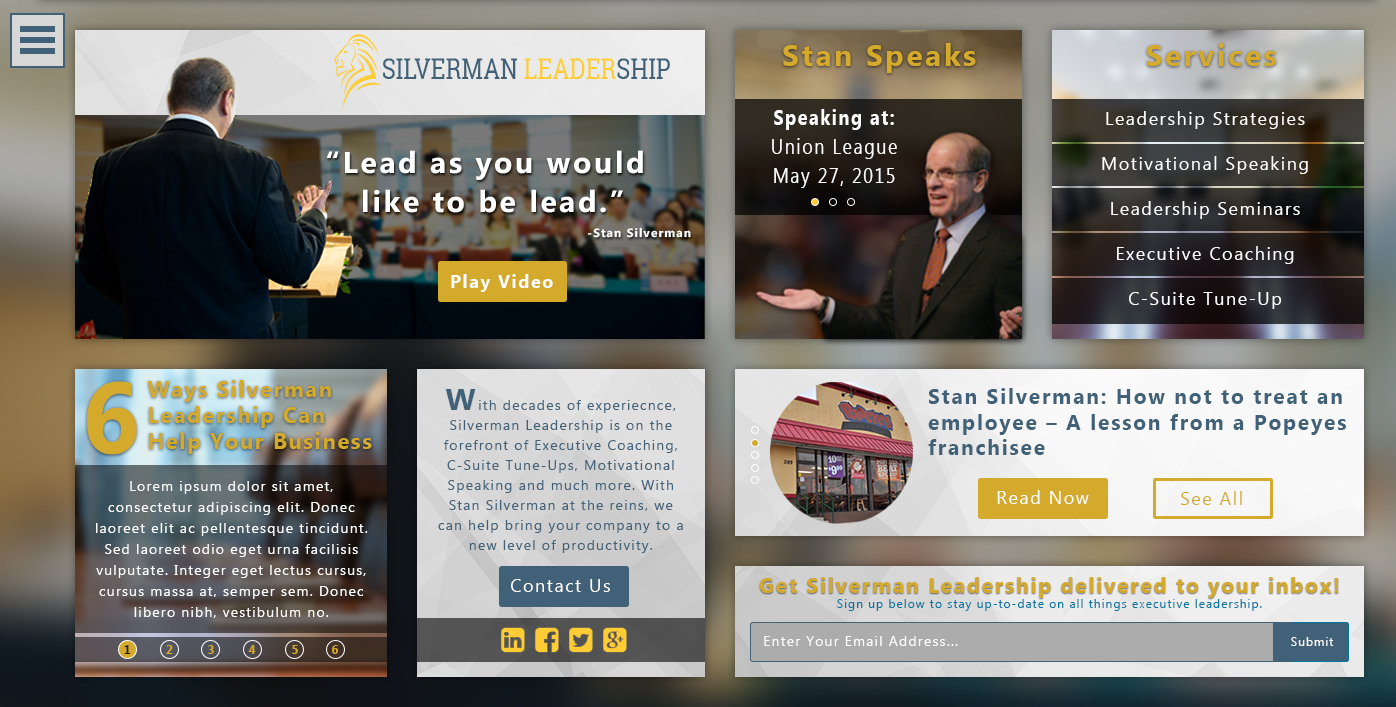 SILVERMAN LEADERSHIP
“Lead as you would
like to be lead.”
-Stan Silverman
Play Video
Stan Speaks
Speaking at:
Union League
May 27, 2015
Services
Leadership Strategies
Motivational Speaking
Leadership Seminars
Executive Coaching
C-Suite Tune-Up
6 Ways Silverman
Leadership Can
Help Your Business
Lorem ipsum dolor sit amet,
consectetur adipiscing elit. Donec
laoreet elit ac pellentesque tincidunt.
Sed laoreet odio eget urna facilisis
vulputate. Integer eget lectus cursus,
cursus massa at, semper sem. Donec
libero nibh, vestibulum no.
1 2 3 4 5 6
With decades of experiecnce,
Silverman Leadership is on the
forefront of Executive Coaching,
C-Suite Tune-Ups, Motivational
Speaking and much more. With
Stan Silverman at the reins, we
can help bring your company to a
new level of productivity.
Contact Us
in f g+
Stan Silverman: How not to treat an
employee – A lesson from a Popeyes
franchisee
Read Now
See All
Get Silverman Leadership delivered to your inbox!
Sign up below to stay up-to-date on all things executive leadership.
Enter Your Email Address...
Submit